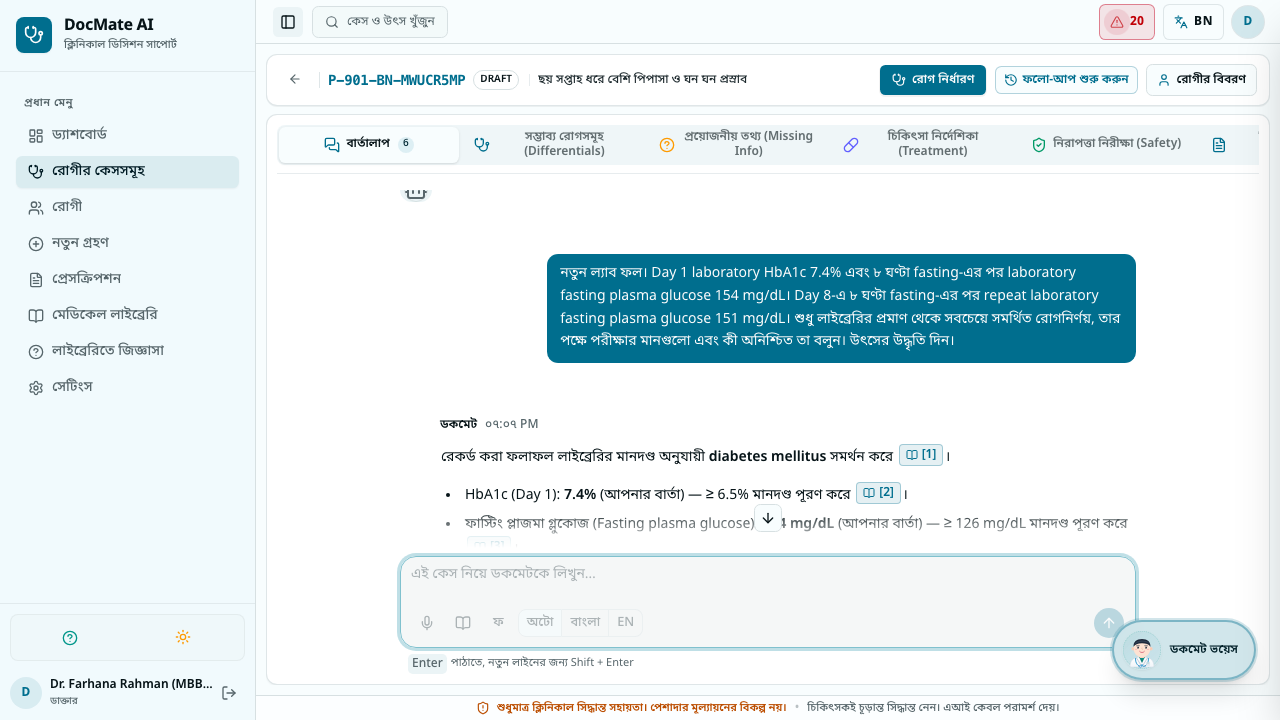 DocMate AI
ক্লিনিকাল ডিসিশন সাপোর্ট
প্রধান মেনু
ড্যাশবোর্ড
রোগীর কেসসমূহ
রোগী
নতুন গ্রহণ
প্রেসক্রিপশন
মেডিকেল লাইব্রেরি
লাইব্রেরিতে জিজ্ঞাসা
সেটিংস
D
Dr. Farhana Rahman (MBB...
ডাক্তার
কেস ও উৎস খুঁজুন
20
BN
D
P-901-BN-MWUCR5MP
DRAFT
ছয় সপ্তাহ ধরে বেশি পিপাসা ও ঘন ঘন প্রস্রাব
রোগ নির্ধারণ
ফলো-আপ শুরু করুন
রোগীর বিবরণ
বার্তালাপ 6
সম্ভাব্য রোগসমূহ
(Differentials)
প্রয়োজনীয় তথ্য (Missing
Info)
চিকিৎসা নির্দেশিকা
(Treatment)
নিরাপত্তা নিরীক্ষা (Safety)
নতুন ল্যাব ফল। Day 1 laboratory HbA1c 7.4% এবং ৮ ঘণ্টা fasting-এর পর laboratory
fasting plasma glucose 154 mg/dL। Day 8-এ ৮ ঘণ্টা fasting-এর পর repeat laboratory
fasting plasma glucose 151 mg/dL। শুধু লাইব্রেরির প্রমাণ থেকে সবচেয়ে সমর্থিত রোগনির্ণয়, তার
পক্ষে পরীক্ষার মানগুলো এবং কী অনিশ্চিত তা বলুন। উৎসের উদ্ধৃতি দিন।
ডকমেট ০৭:০৭ PM
রেকর্ড করা ফলাফল লাইব্রেরির মানদণ্ড অনুযায়ী diabetes mellitus সমর্থন করে [1] ।
• HbA1c (Day 1): 7.4% (আপনার বার্তা) — ≥ 6.5% মানদণ্ড পূরণ করে [2] ।
• ফাস্টিং প্লাজমা গ্লুকোজ (Fasting plasma glucose) 4 mg/dL (আপনার বার্তা) — ≥ 126 mg/dL মানদণ্ড পূরণ করে
এই কেস নিয়ে ডকমেটকে লিখুন...
ফ
অটো
বাংলা
EN
ডকমেট ভয়েস
Enter পাঠাতে, নতুন লাইনের জন্য Shift + Enter
শুধুমাত্র ক্লিনিকাল সিদ্ধান্ত সহায়তা। পেশাদার মূল্যায়নের বিকল্প নয়। • চিকিৎসকই চূড়ান্ত সিদ্ধান্ত নেন। এআই কেবল পরামর্শ দেয়।